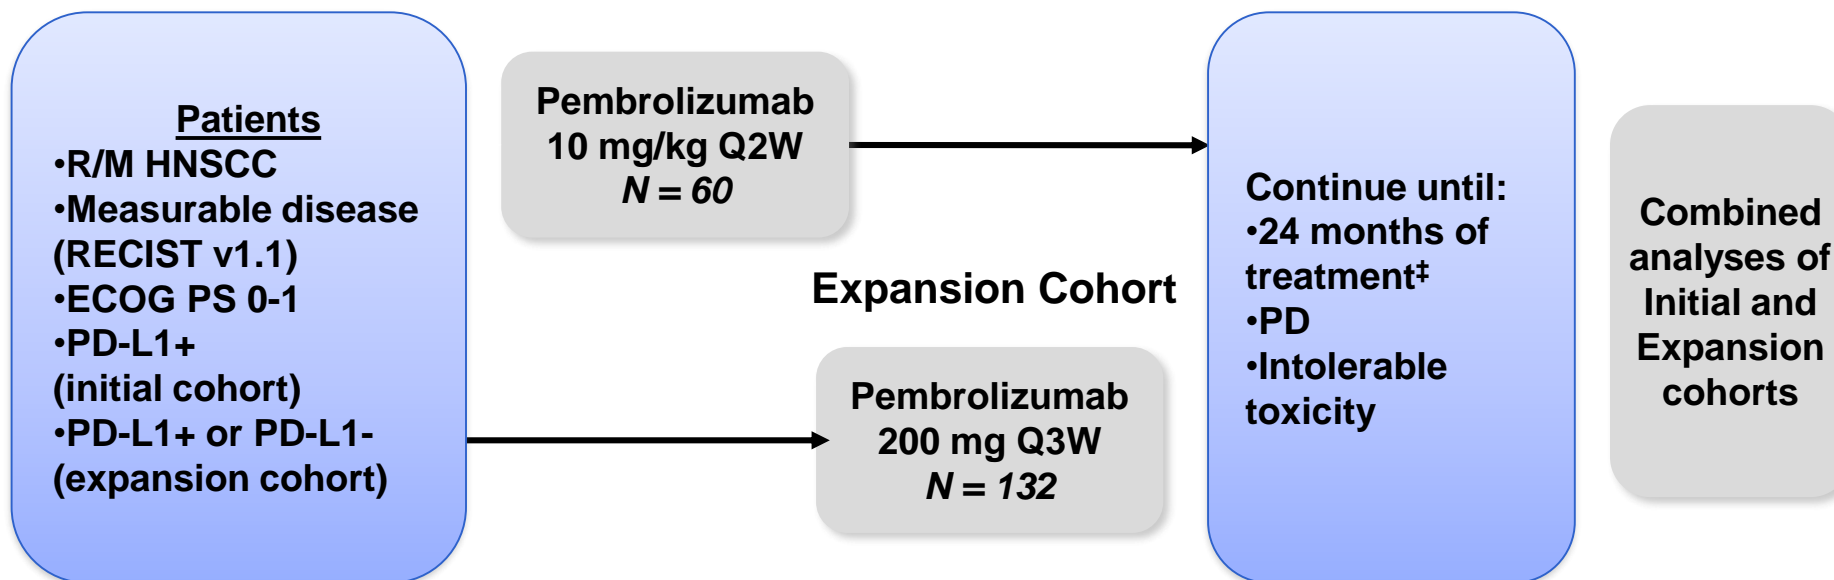 Patients
•R/M HNSCC
•Measurable disease
(RECIST v1.1)
•ECOG PS 0-1
•PD-L1+
(initial cohort)
•PD-L1+ or PD-L1-
(expansion cohort)
Pembrolizumab
10 mg/kg Q2W
N = 60
Expansion Cohort
Pembrolizumab
200 mg Q3W
N = 132
Continue until:
•24 months of
treatment‡
•PD
•Intolerable
toxicity
Combined
analyses of
Initial and
Expansion
cohorts